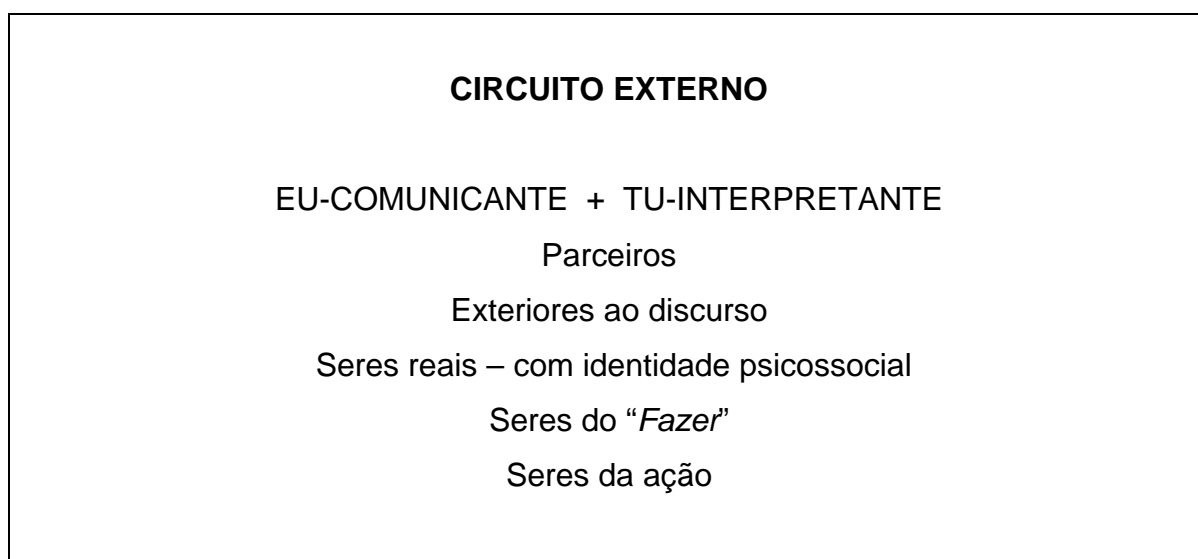 CIRCUITO EXTERNO
EU-COMUNICANTE + TU-INTERPRETANTE
Parceiros
Exteriores ao discurso
Seres reais – com identidade psicossocial
Seres do “Fazer”
Seres da ação